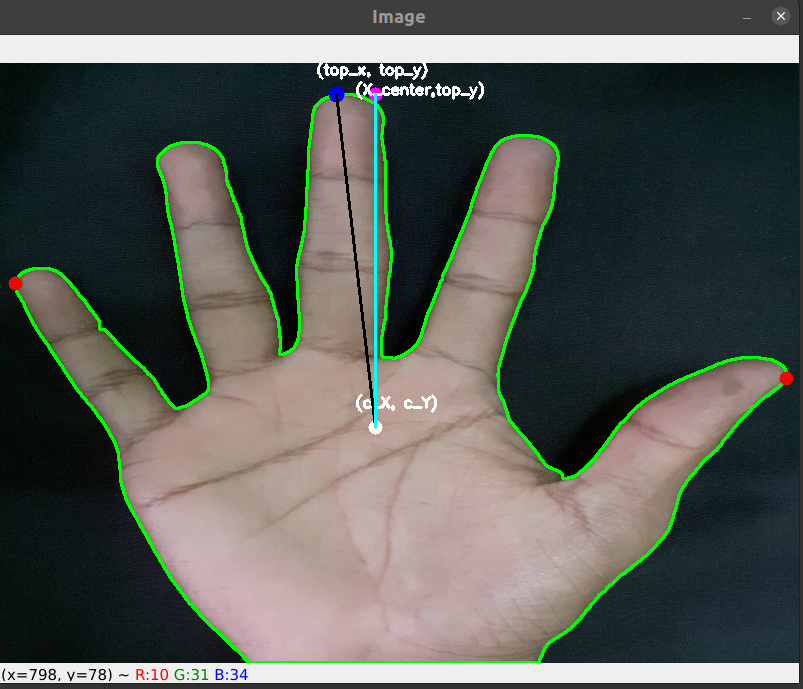 Image
(top_x, top_y)
(X_center,top_y)
(c_X, c_Y)
(x=798, y=78) ~ R:10 G:31 B:34